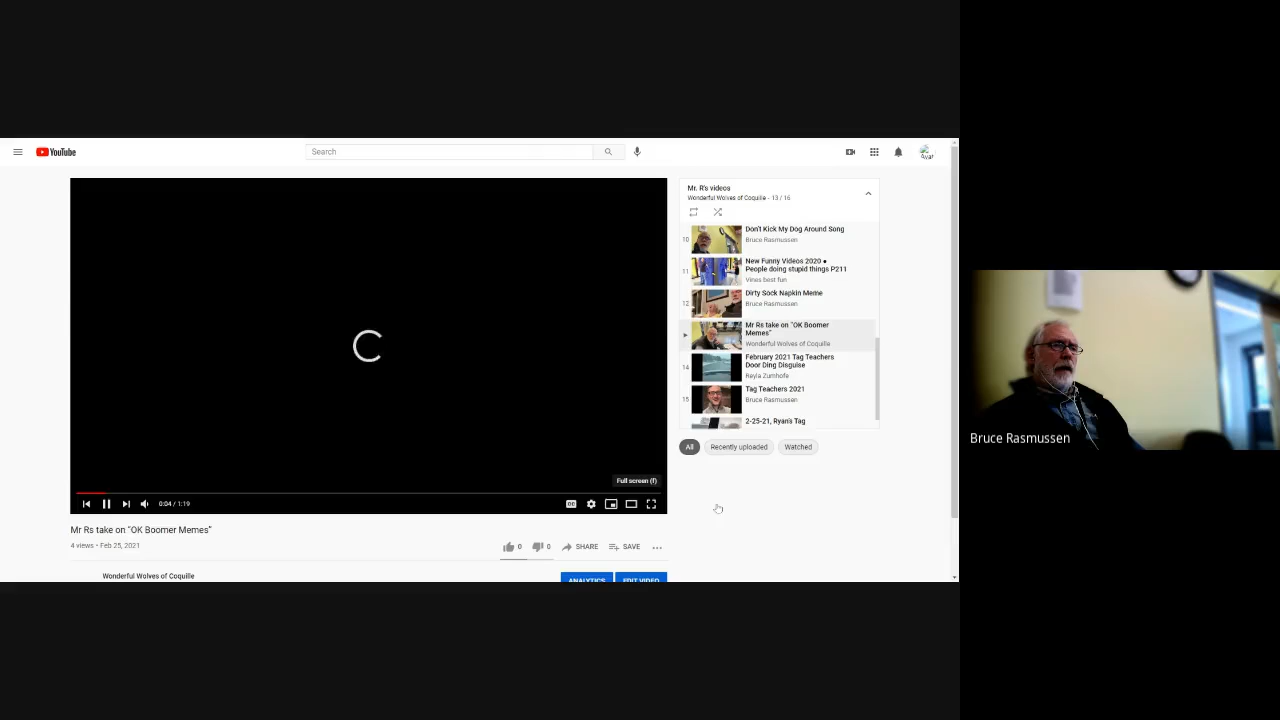 YouTube
Search
Mr. R's videos
Wonderful Wolves of Coquille - 13 / 16
10
Don't Kick My Dog Around Song
Bruce Rasmussen
11
New Funny Videos 2020 ●
People doing stupid things P211
Vines best fun
12
Dirty Sock Napkin Meme
Bruce Rasmussen
Mr Rs take on "OK Boomer
Memes"
Wonderful Wolves of Coquille
14
February 2021 Tag Teachers
Door Ding Disguise
Rayla Zumhofe
15
Tag Teachers 2021
Bruce Rasmussen
2-25-21, Ryan's Tag
All
Recently uploaded
Watched
Full screen (f)
0:04 / 1:19
CC
Mr Rs take on "OK Boomer Memes"
4 views • Feb 25, 2021
0
0
SHARE
SAVE
Wonderful Wolves of Coquille
ANALYTICS
EDIT VIDEO
Bruce Rasmussen